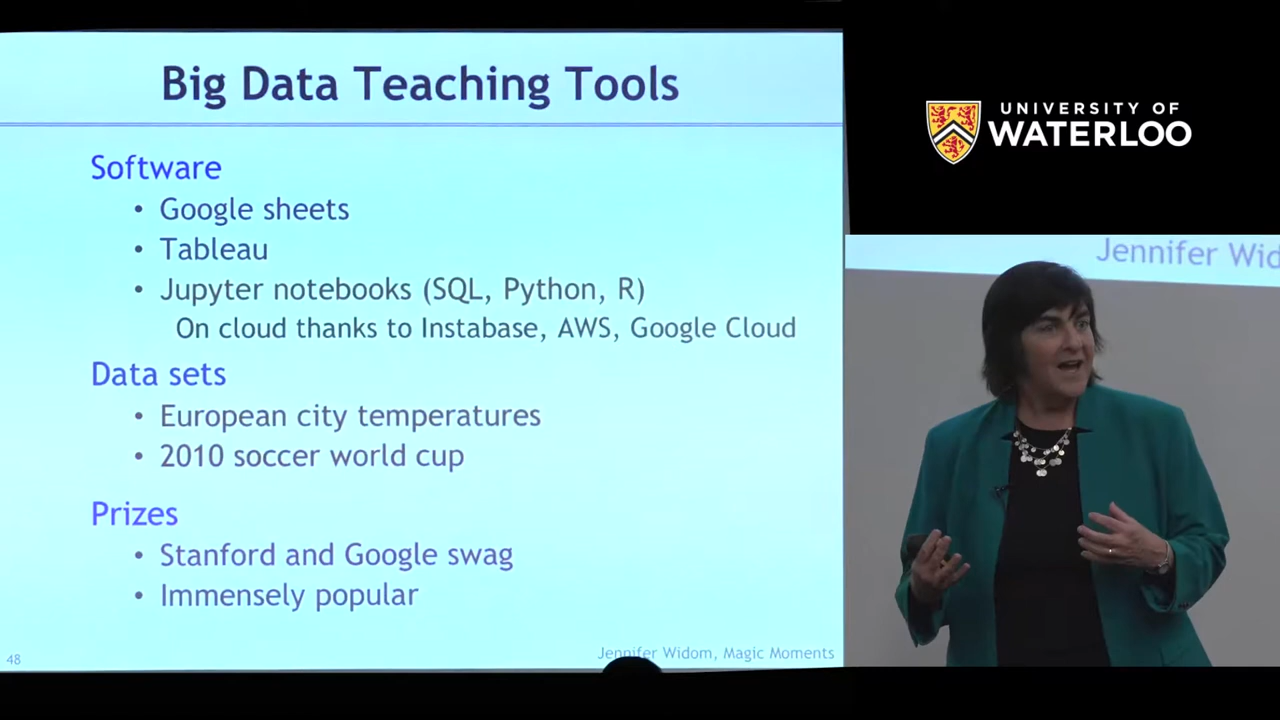 Big Data Teaching Tools
Software
• Google sheets
• Tableau
• Jupyter notebooks (SQL, Python, R)
On cloud thanks to Instabase, AWS, Google Cloud
Data sets
• European city temperatures
• 2010 soccer world cup
Prizes
• Stanford and Google swag
• Immensely popular
48
Jennifer Widom, Magic Moments
UNIVERSITY OF
WATERLOO
Jennifer Wid